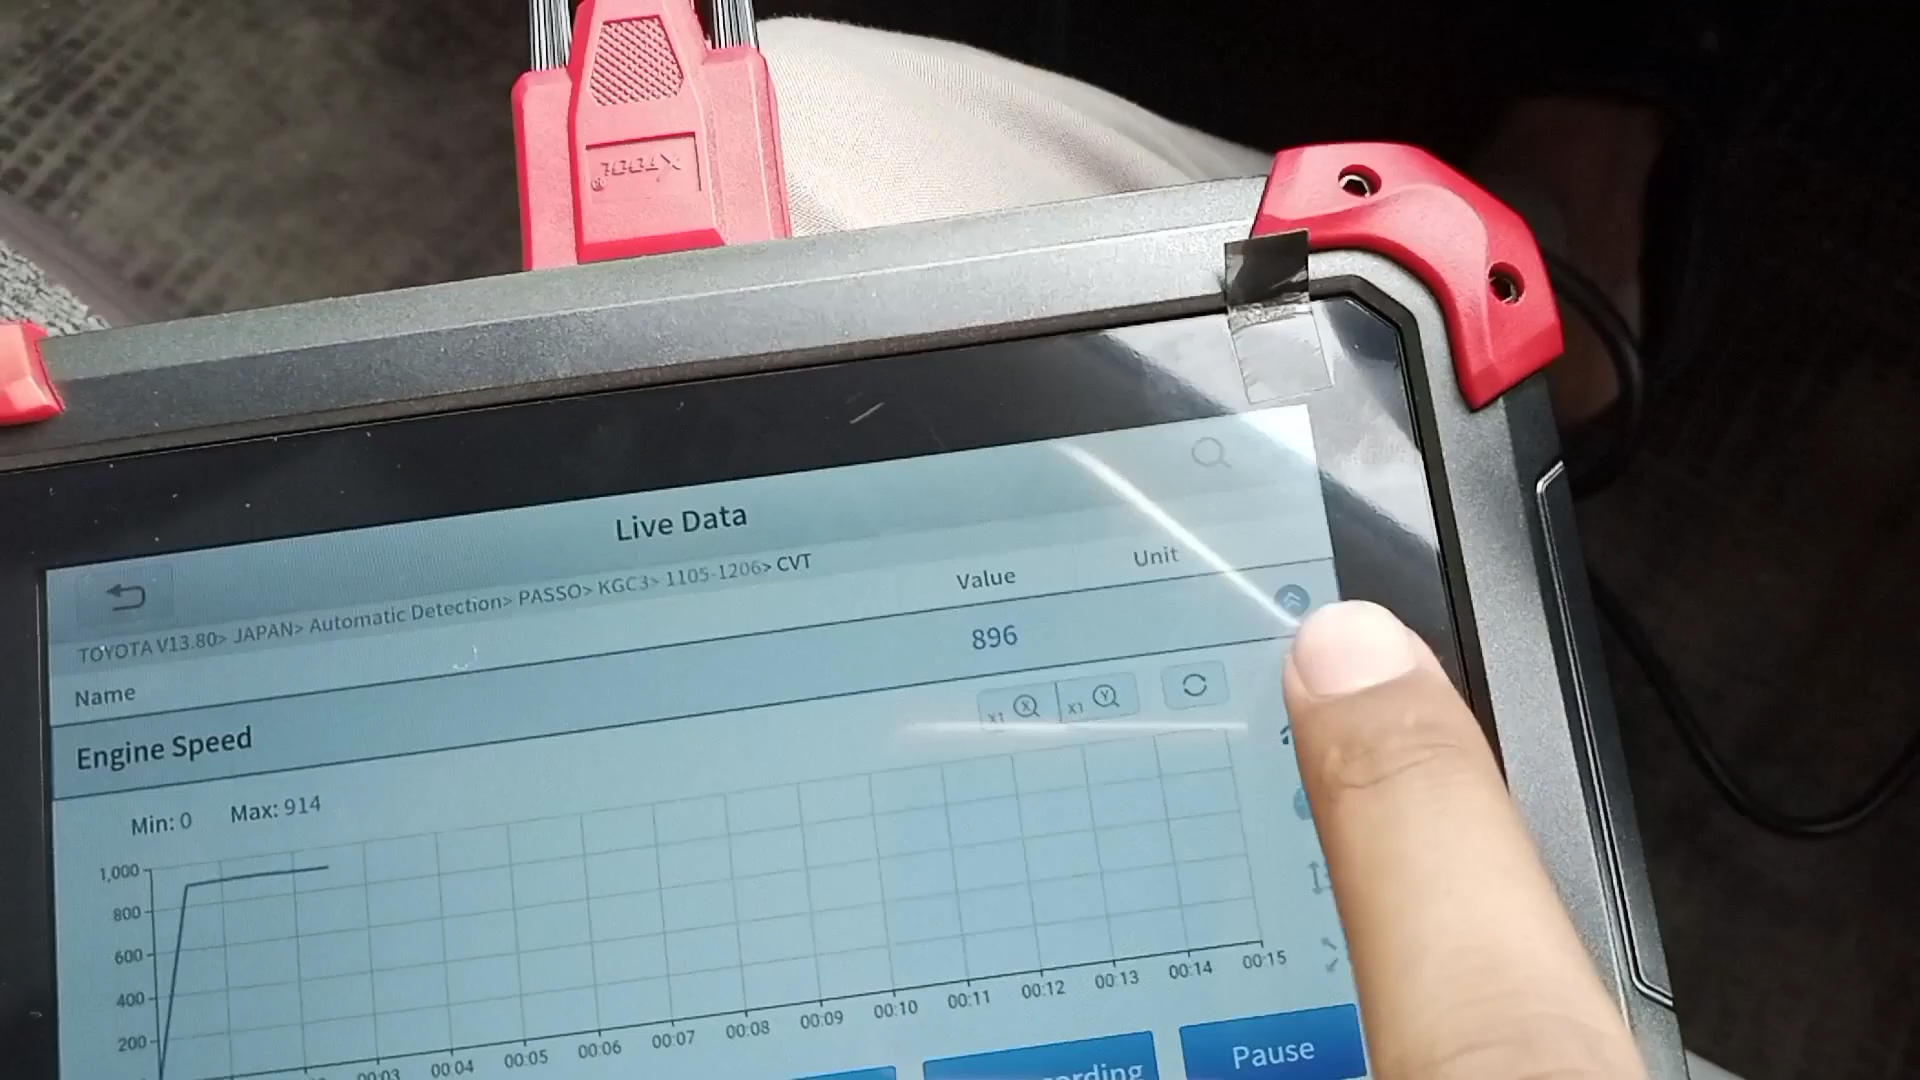 XTOOL®
Live Data
TOYOTA V13.80> JAPAN> Automatic Detection> PASSO> KGC3> 1105-1206> CVT
Name Value Unit
Engine Speed 896
x1 X x1 Y
Min: 0 Max: 914
1,000
800
600
400
200
00:03 00:04 00:05 00:06 00:07 00:08 00:09 00:10 00:11 00:12 00:13 00:14 00:15
Pause